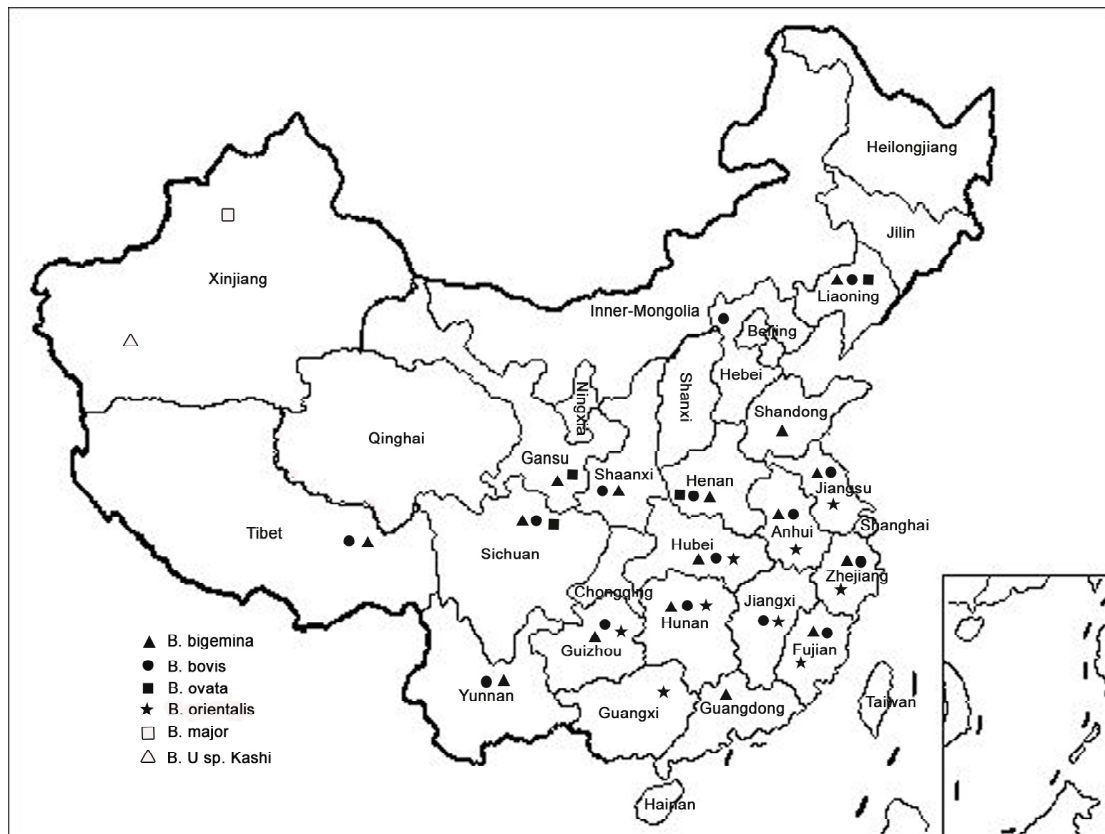 Heilongjiang
Jilin
Xinjiang
Liaoning
Inner-Mongolia
Beijing
Hebei
Shanxi
Ningxia
Shandong
Qinghai
Gansu
Shaanxi
Henan
Jiangsu
Shanghai
Anhui
Tibet
Sichuan
Hubei
Zhejiang
Chongqing
Jiangxi
Hunan
Fujian
Guizhou
Yunnan
Guangxi
Guangdong
Taiwan
Hainan
B. bigemina
B. bovis
B. ovata
B. orientalis
B. major
B. U sp. Kashi